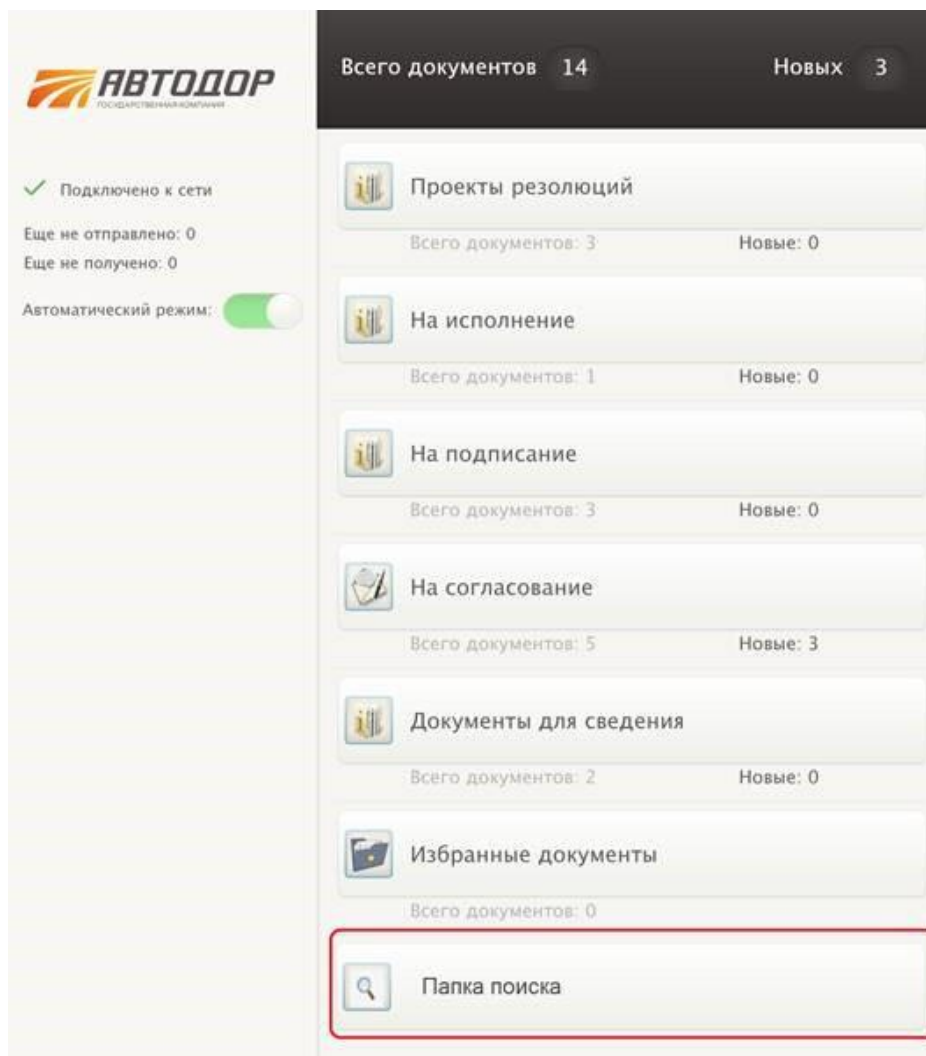 АВТОДОР
ГОСУДАРСТВЕННАЯ КОМПАНИЯ
Подключено к сети
Еще не отправлено: 0
Еще не получено: 0
Автоматический режим:
Всего документов 14 Новых 3
Проекты резолюций
Всего документов: 3 Новые: 0
На исполнение
Всего документов: 1 Новые: 0
На подписание
Всего документов: 3 Новые: 0
На согласование
Всего документов: 5 Новые: 3
Документы для сведения
Всего документов: 2 Новые: 0
Избранные документы
Всего документов: 0
Папка поиска